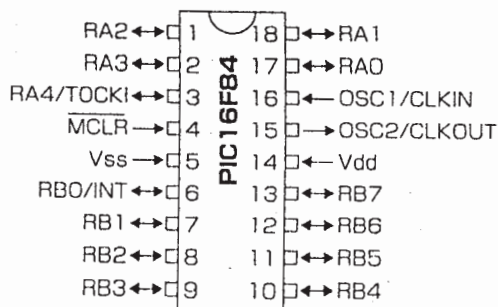 RA2 1 18 RA1
RA3 2 17 RA0
RA4/TOCKI 3 16 OSC1/CLKIN
MCLR 4 15 OSC2/CLKOUT
Vss 5 14 Vdd
RB0/INT 6 13 RB7
RB1 7 12 RB6
RB2 8 11 RB5
RB3 9 10 RB4
PIC16F84